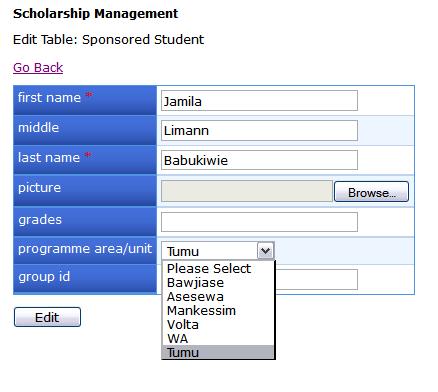 Scholarship Management
Edit Table: Sponsored Student
Go Back
first name * Jamila
middle Limann
last name * Babukiwie
picture Browse...
grades
programme area/unit Tumu
Please Select
group id
Bawjiase
Asesewa
Mankessim
Volta
WA
Tumu
Edit